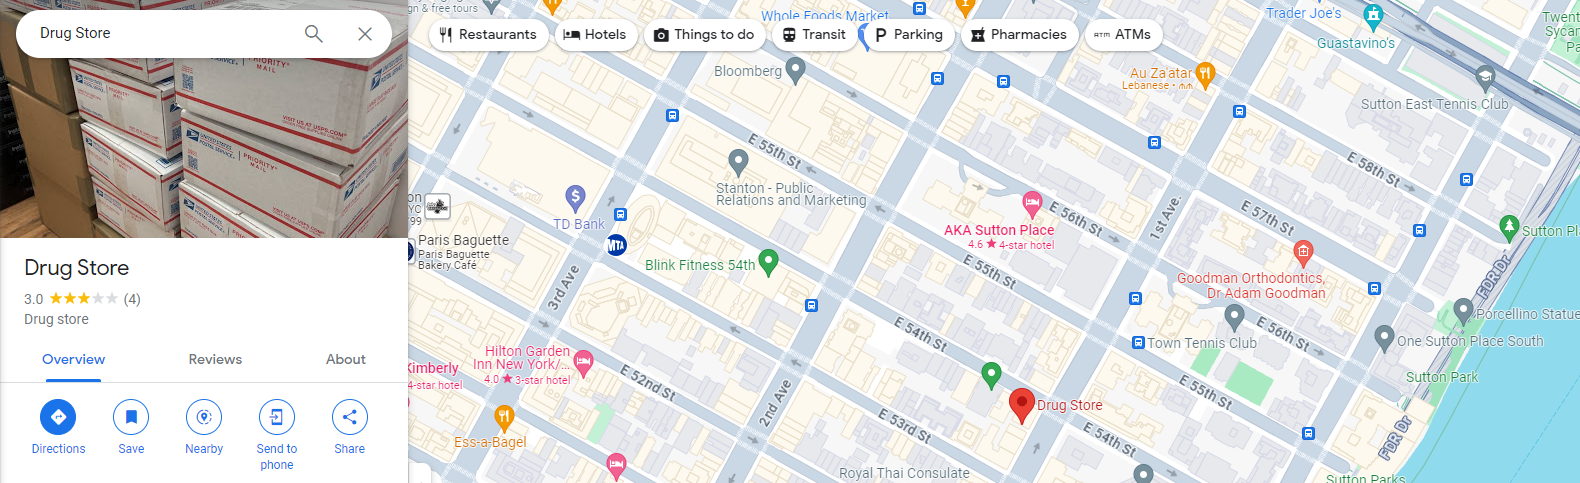 Drug Store
PRIORITY
MAIL
VISIT US AT USPS.COM
UNITED STATES
POSTAL SERVICE
PRIORITY
MAIL
Drug Store
3.0
(4)
Drug store
Overview
Reviews
About
Directions
Save
Nearby
Send to
phone
Share
gn & free tours
Whole Foods Market
Trader Joe's
Guastavino's
Restaurants
Hotels
Things to do
Transit
Parking
Pharmacies
ATM
ATMs
Bloomberg
Au Za'atar
Lebanese
Sutton East Tennis Club
E 55th St
E 58th St
Stanton - Public
Relations and Marketing
TD Bank
MTA
E 56th St
1st Ave.
E 57th St
AKA Sutton Place
4.6 ★ 4-star hotel
Sutton Pl
Paris Baguette
Paris Baguette
Bakery Café
Blink Fitness 54th
3rd Ave
E 55th St
Goodman Orthodontics,
Dr Adam Goodman
FDR Dr
Porcellino Statue
E 54th St
E 56th St
Town Tennis Club
One Sutton Place South
Hilton Garden
Inn New York/...
4.0 ★ 3-star hotel
Kimberly
4-star hotel
E 52nd St
2nd Ave
E 53rd St
Drug Store
E 55th St
Sutton Park
E 54th St
FDR Dr
Ess-a-Bagel
Royal Thai Consulate
Sutton Parks